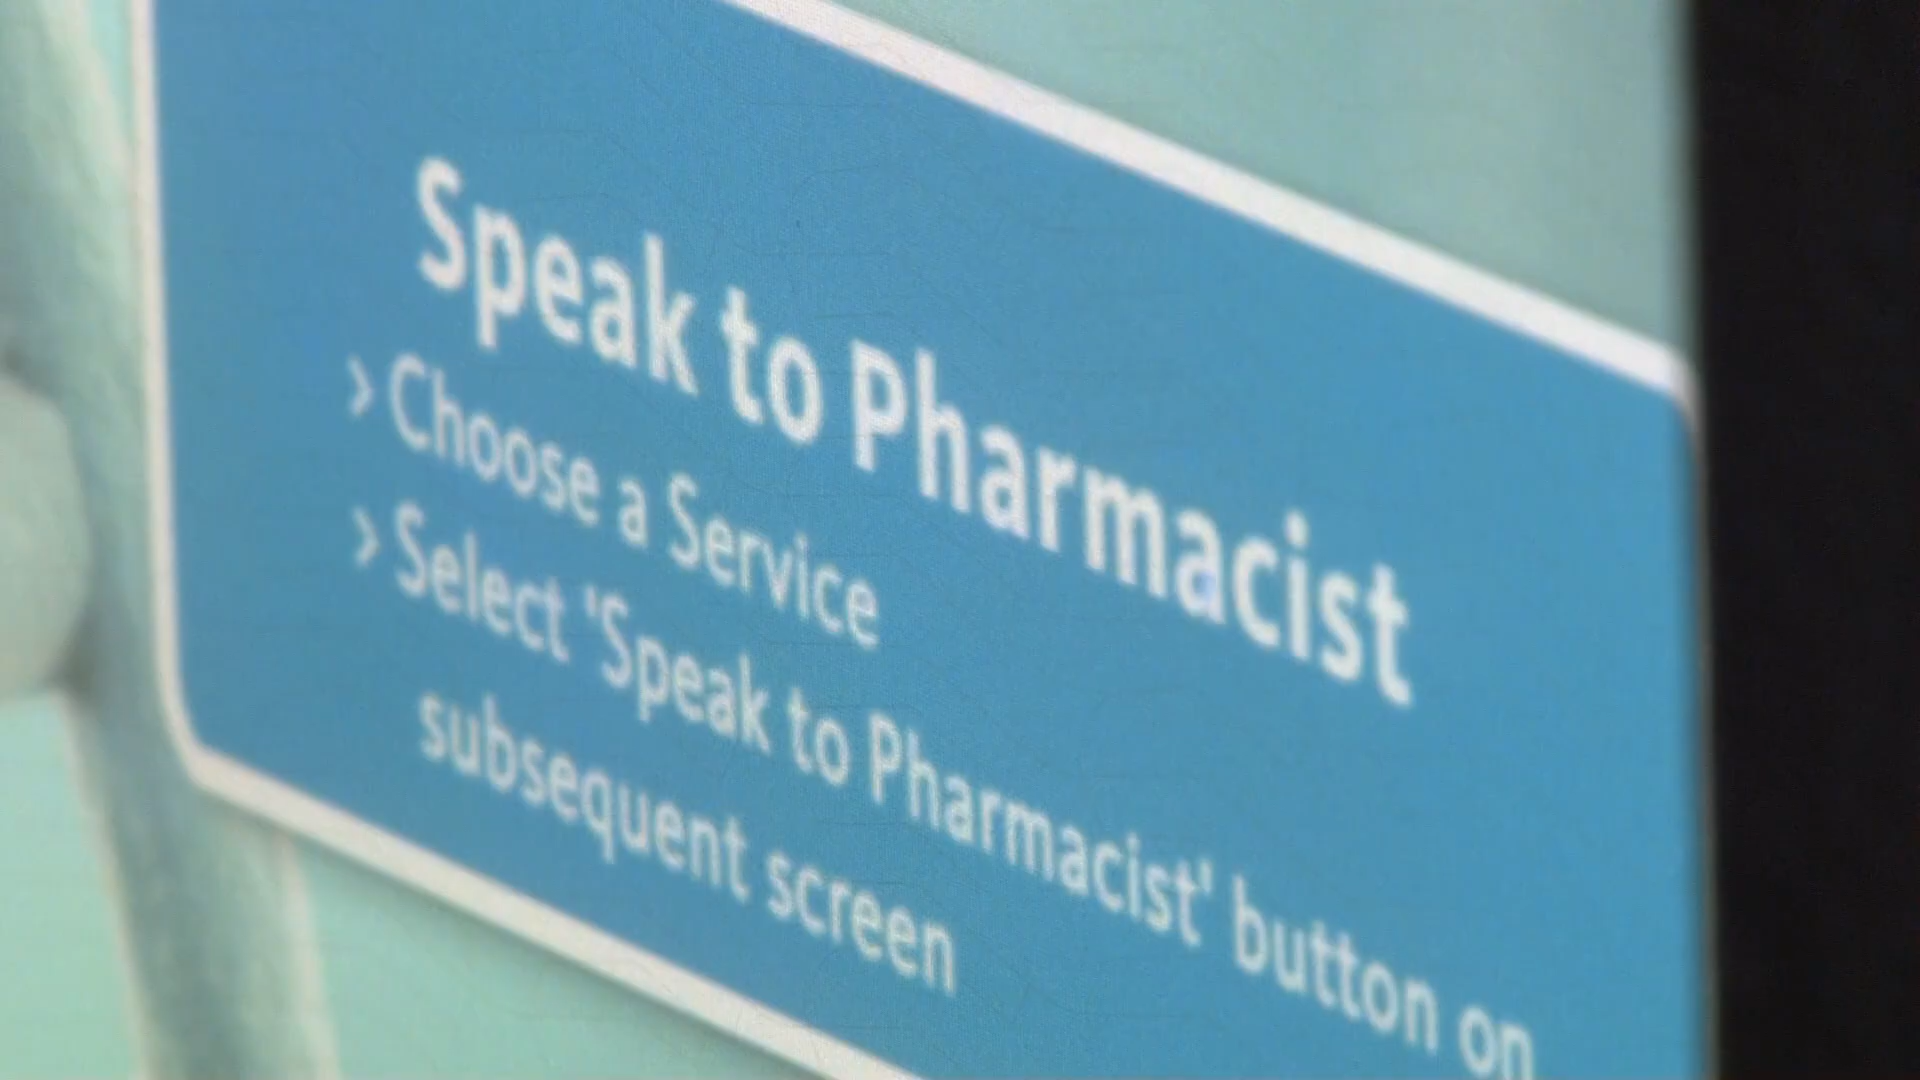 Speak to Pharmacist
› Choose a Service
› Select 'Speak to Pharmacist' button on
subsequent screen